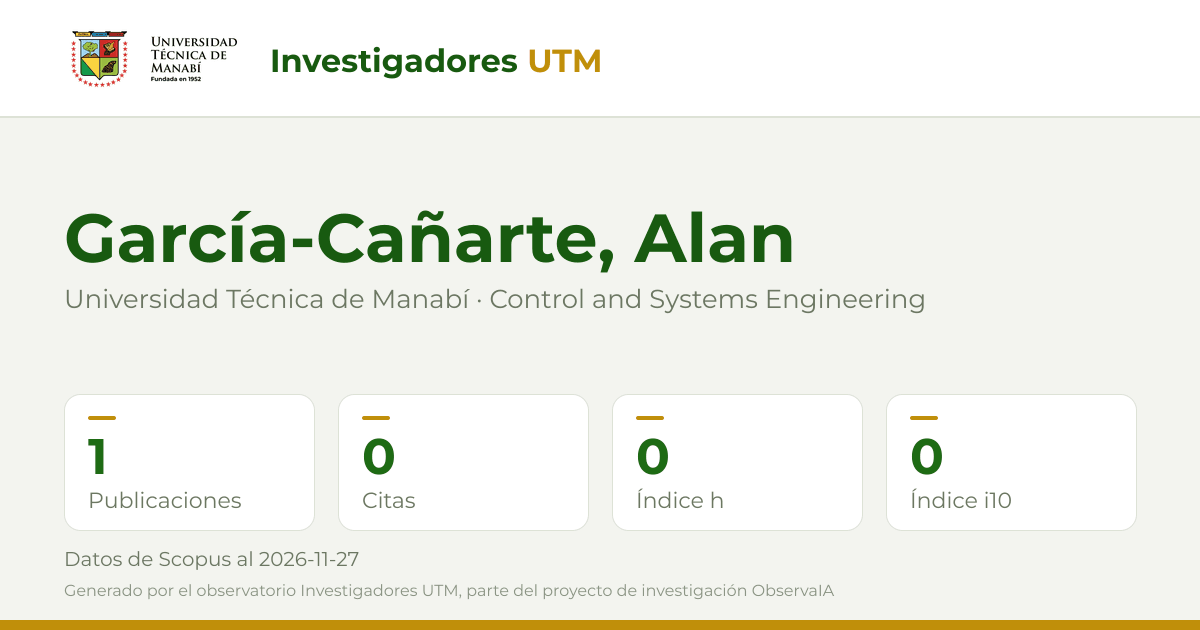 UNIVERSIDAD
TÉCNICA DE
MANABÍ
Fundada en 1952
Investigadores UTM
García-Cañarte, Alan
Universidad Técnica de Manabí · Control and Systems Engineering
1
Publicaciones
0
Citas
0
Índice h
0
Índice i10
Datos de Scopus al 2026-11-27
Generado por el observatorio Investigadores UTM, parte del proyecto de investigación ObservaIA